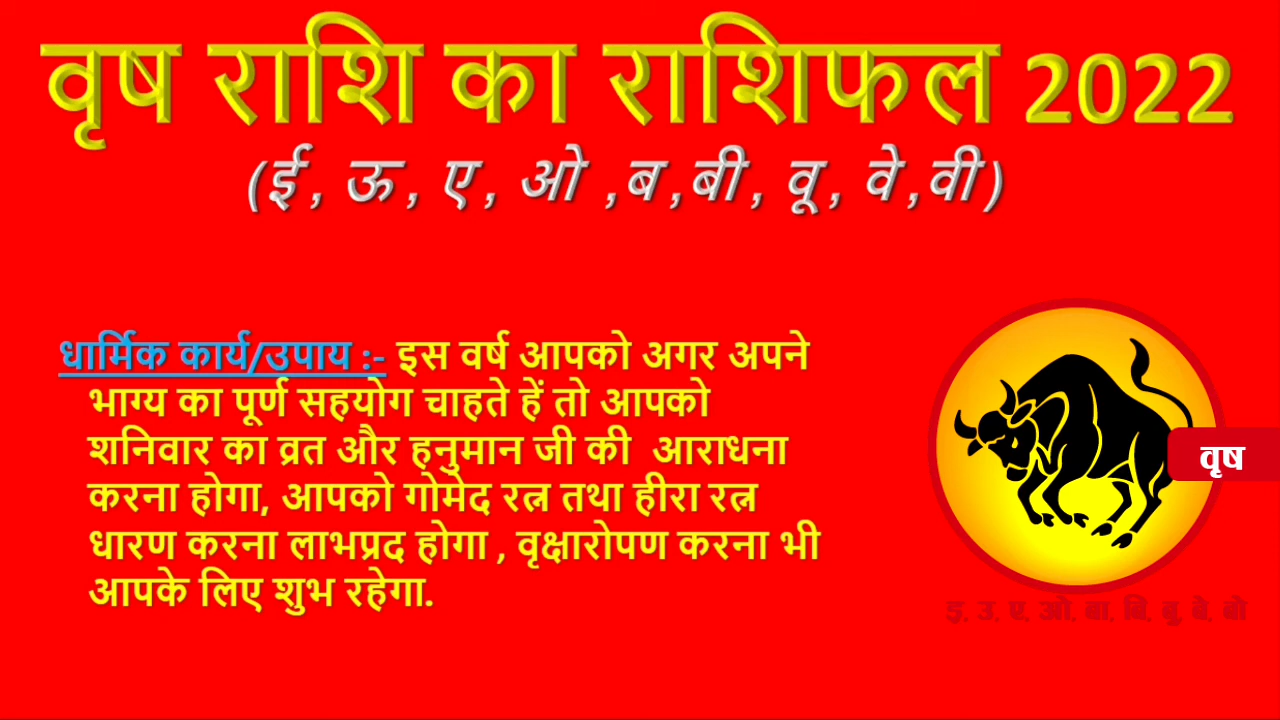 वृष राशि का राशिफल 2022
(ई , ऊ , ए , ओ ,ब ,बी , वू , वे ,वी)
धार्मिक कार्य/उपाय :- इस वर्ष आपको अगर अपने
भाग्य का पूर्ण सहयोग चाहते हें तो आपको
शनिवार का व्रत और हनुमान जी की आराधना
करना होगा, आपको गोमेद रत्न तथा हीरा रत्न
धारण करना लाभप्रद होगा , वृक्षारोपण करना भी
आपके लिए शुभ रहेगा.
वृष
इ, उ, ए, ओ, वा, वि, वू, वे, वो